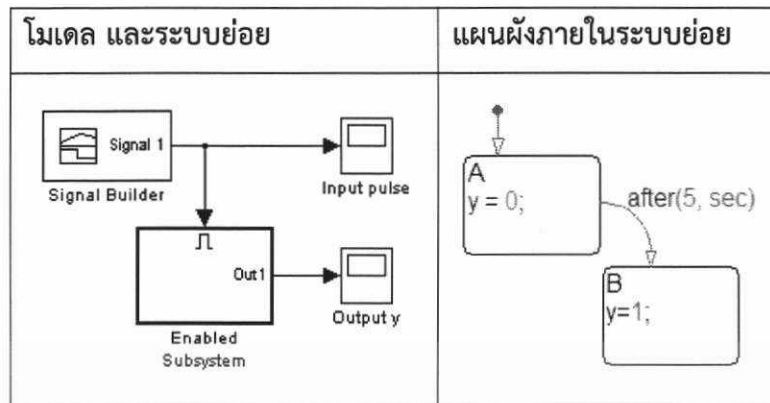 โมเดล และระบบย่อย
แผนผังภายในระบบย่อย
Signal 1
Signal Builder
Input pulse
Out1
Enabled
Subsystem
Output y
A
y = 0;
after(5, sec)
B
y=1;